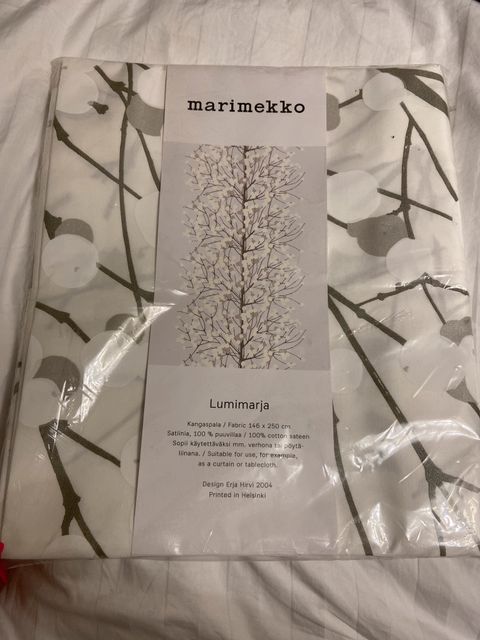 marimekko
Lumimarja
Kangaspala / Fabric 146 x 250 cm
Satiinia, 100 % puuvillaa / 100% cotton sateen
Sopii käytettäväksi mm. verhona tai pöytä-
liinana. / Suitable for use, for example,
as a curtain or tablecloth.
Design Erja Hirvi 2004
Printed in Helsinki